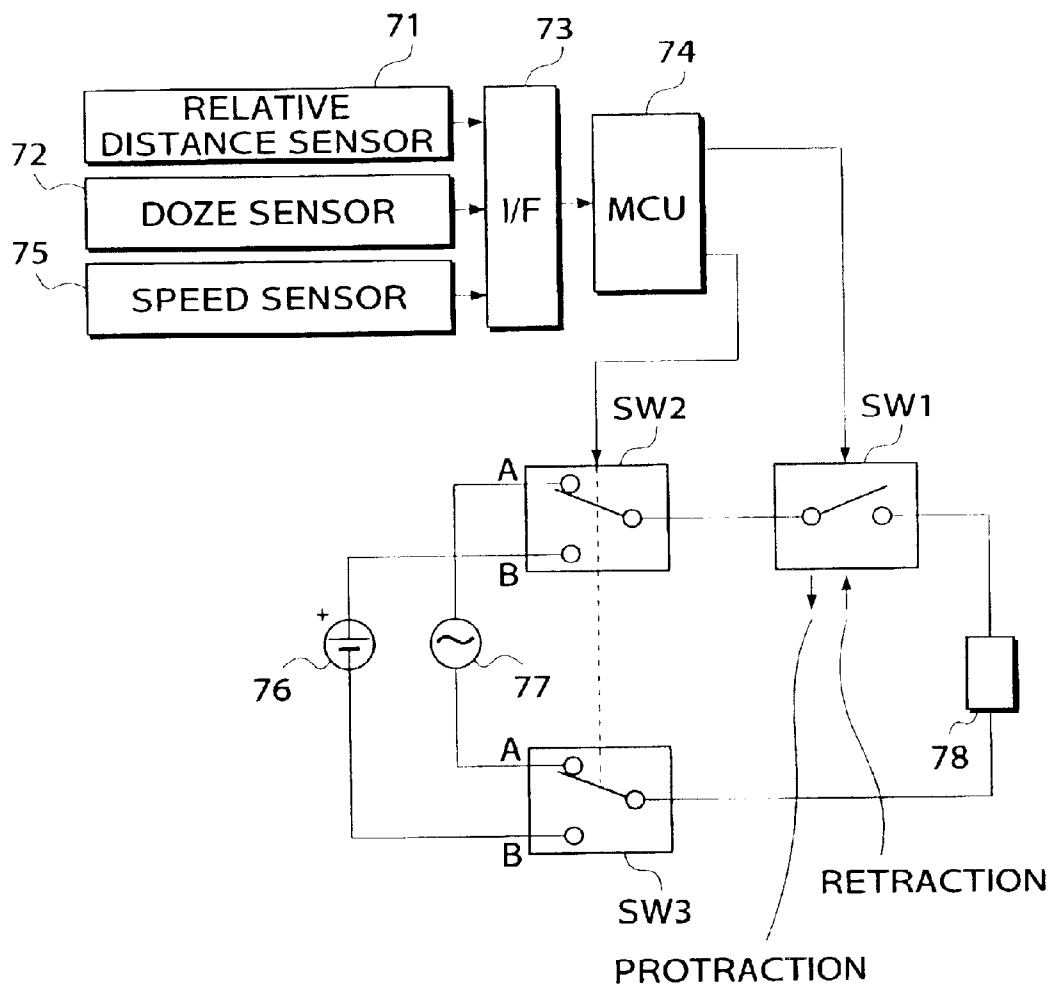 71
73
74
RELATIVE
DISTANCE SENSOR
72
DOZE SENSOR
I/F
MCU
75
SPEED SENSOR
SW2
SW1
A
B
+
76
77
78
A
B
SW3
RETRACTION
PROTRACTION